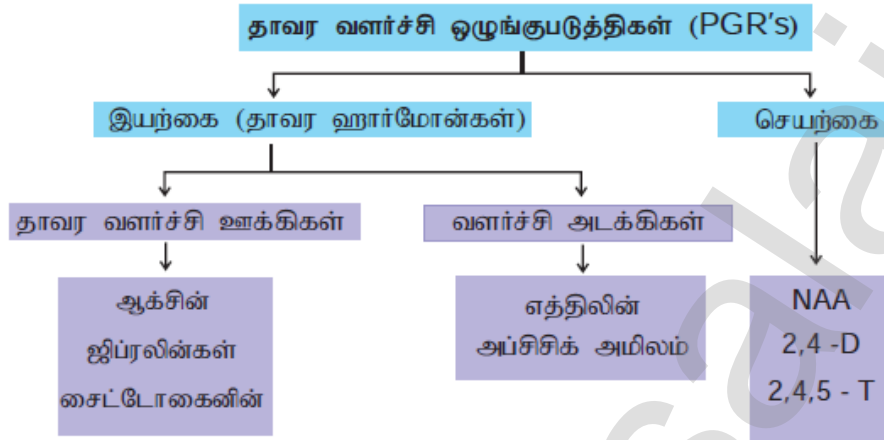 தாவர வளர்ச்சி ஒழுங்குபடுத்திகள் (PGR's)
இயற்கை (தாவர ஹார்மோன்கள்)
செயற்கை
தாவர வளர்ச்சி ஊக்கிகள்
வளர்ச்சி அடக்கிகள்
ஆக்சின்
ஜிப்ரலின்கள்
சைட்டோகைனின்
எத்திலின்
அப்சிசிக் அமிலம்
NAA
2,4 -D
2,4,5 - T